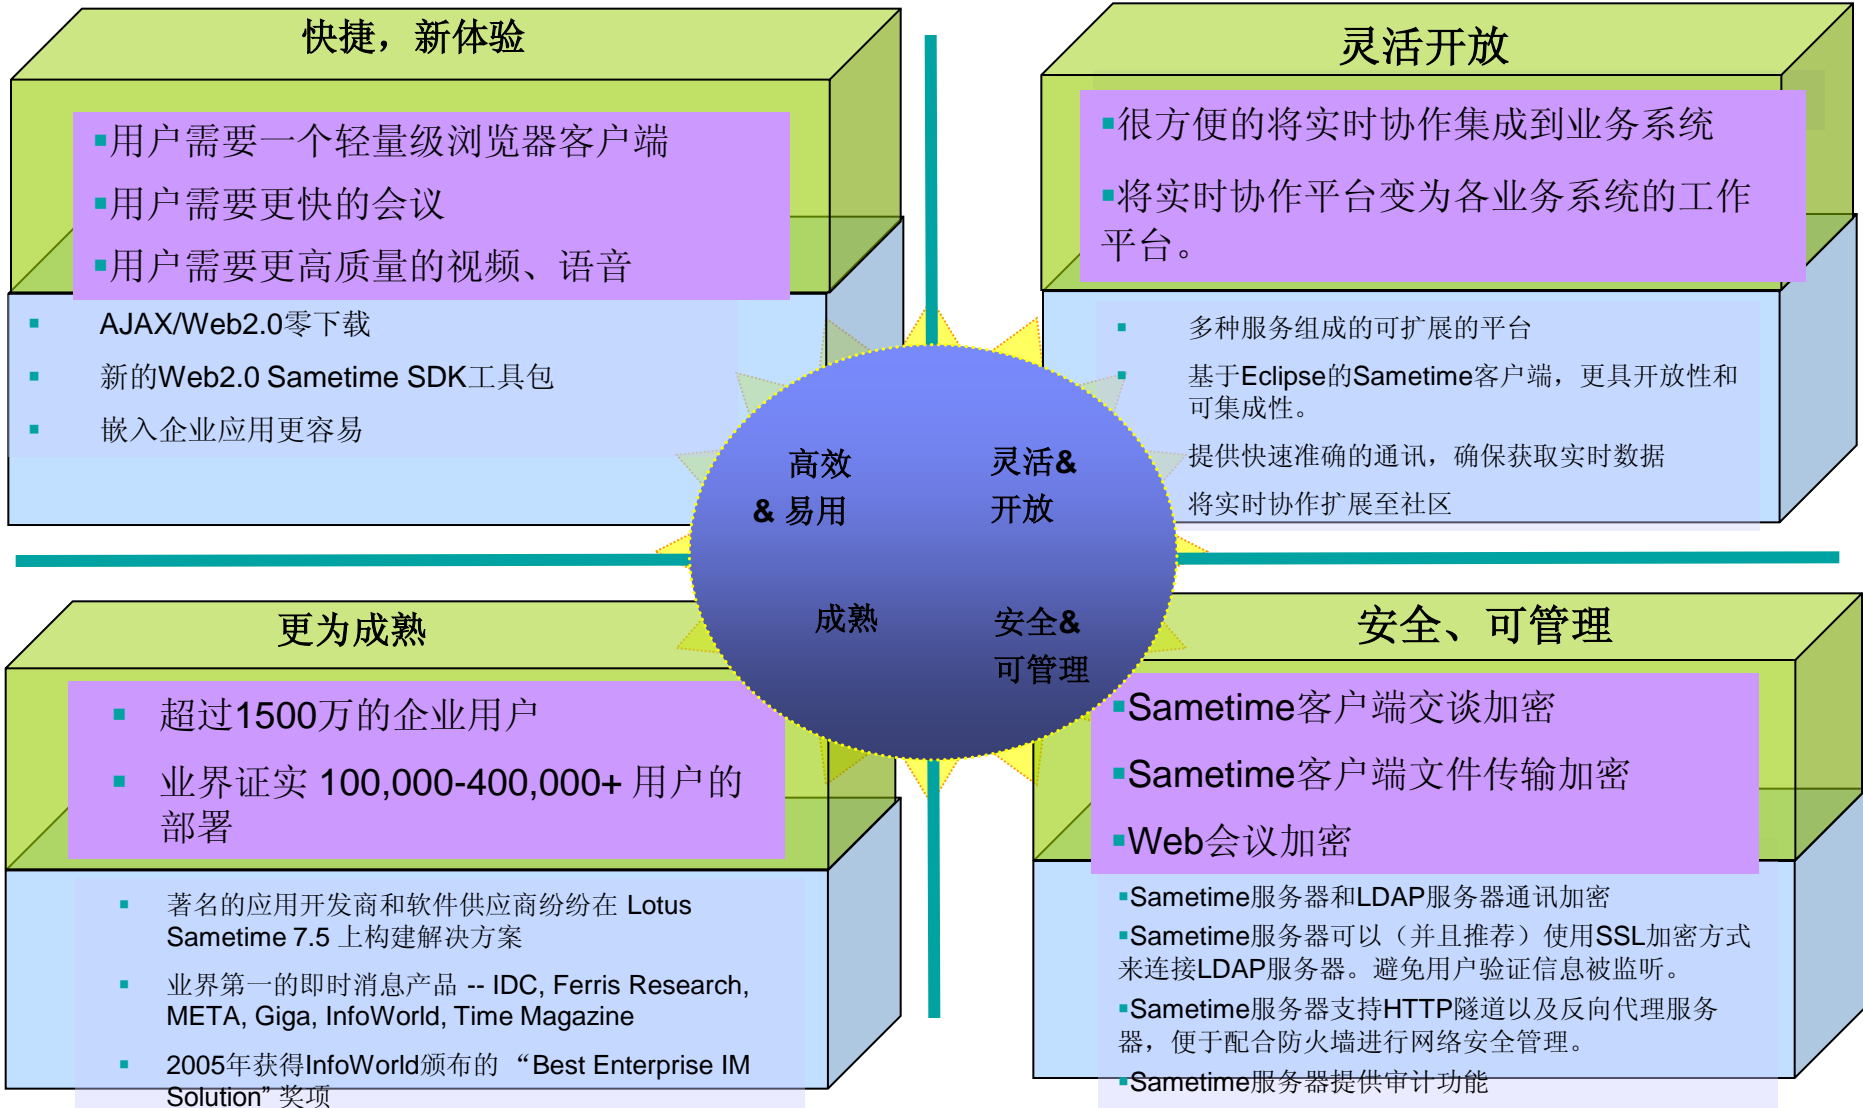 快捷，新体验
▪用户需要一个轻量级浏览器客户端
▪用户需要更快的会议
▪用户需要更高质量的视频、语音
▪ AJAX/Web2.0零下载
▪ 新的Web2.0 Sametime SDK工具包
▪ 嵌入企业应用更容易
灵活开放
▪很方便的将实时协作集成到业务系统
▪将实时协作平台变为各业务系统的工作
平台。
▪ 多种服务组成的可扩展的平台
▪ 基于Eclipse的Sametime客户端，更具开放性和
可集成性。
提供快速准确的通讯，确保获取实时数据
将实时协作扩展至社区
高效
& 易用
灵活&
开放
成熟
安全&
可管理
更为成熟
▪ 超过1500万的企业用户
▪ 业界证实 100,000-400,000+ 用户的
部署
▪ 著名的应用开发商和软件供应商纷纷在 Lotus
Sametime 7.5 上构建解决方案
▪ 业界第一的即时消息产品 -- IDC, Ferris Research,
META, Giga, InfoWorld, Time Magazine
▪ 2005年获得InfoWorld颁布的 “Best Enterprise IM
Solution” 奖项
安全、可管理
▪Sametime客户端交谈加密
▪Sametime客户端文件传输加密
▪Web会议加密
▪Sametime服务器和LDAP服务器通讯加密
▪Sametime服务器可以（并且推荐）使用SSL加密方式
来连接LDAP服务器。避免用户验证信息被监听。
▪Sametime服务器支持HTTP隧道以及反向代理服务
器，便于配合防火墙进行网络安全管理。
▪Sametime服务器提供审计功能